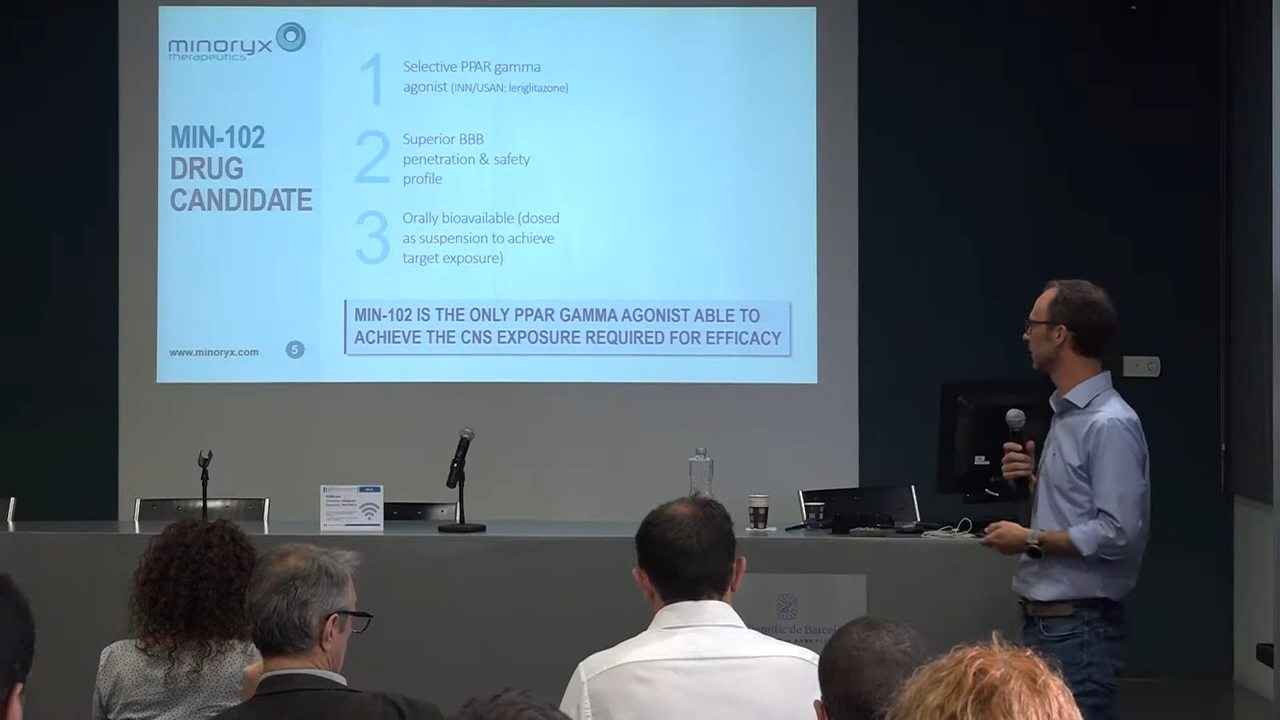 minoryx
therapeutics
MIN-102
DRUG
CANDIDATE
1
Selective PPAR gamma
agonist (INN/USAN: leriglitazone)
2
Superior BBB
penetration & safety
profile
3
Orally bioavailable (dosed
as suspension to achieve
target exposure)
MIN-102 IS THE ONLY PPAR GAMMA AGONIST ABLE TO
ACHIEVE THE CNS EXPOSURE REQUIRED FOR EFFICACY
www.minoryx.com
5